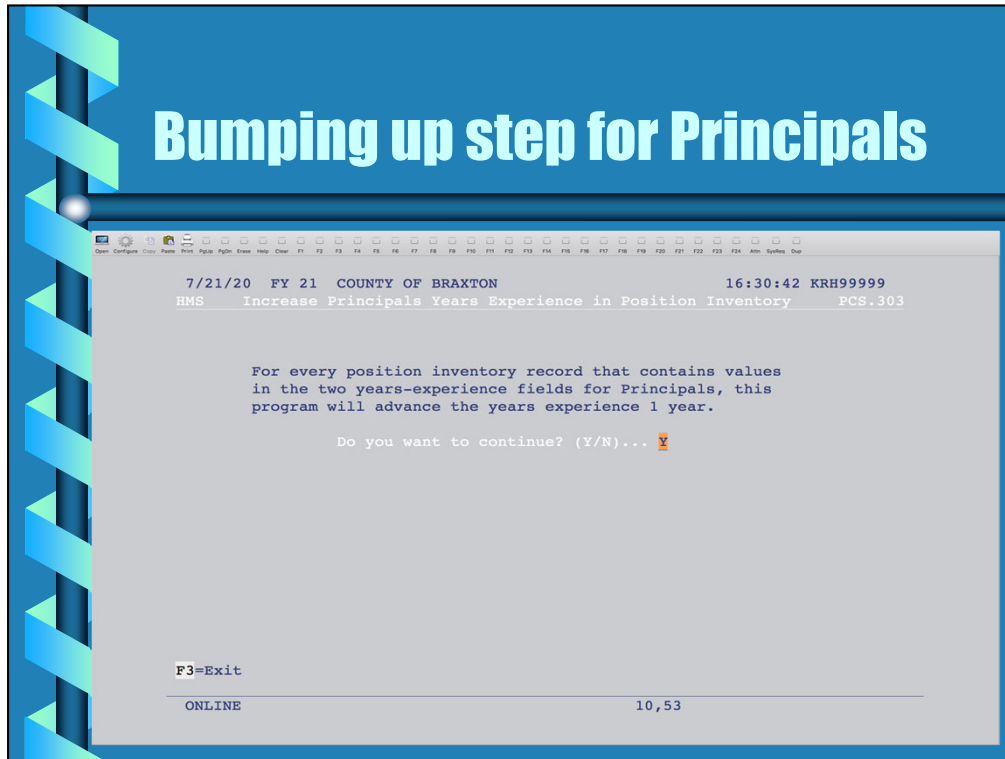 Bumping up step for Principals
Open Configure Copy Paste Print PgUp PgDn Erase Help Clear F1 F2 F3 F4 F5 F6 F7 F8 F9 F10 F11 F12 F13 F14 F15 F16 F17 F18 F19 F20 F21 F22 F23 F24 Attn SysReq Dup
7/21/20 FY 21 COUNTY OF BRAXTON 16:30:42 KRH99999
HMS Increase Principals Years Experience in Position Inventory PCS.303
For every position inventory record that contains values
in the two years-experience fields for Principals, this
program will advance the years experience 1 year.
Do you want to continue? (Y/N)... Y
F3=Exit
ONLINE 10,53